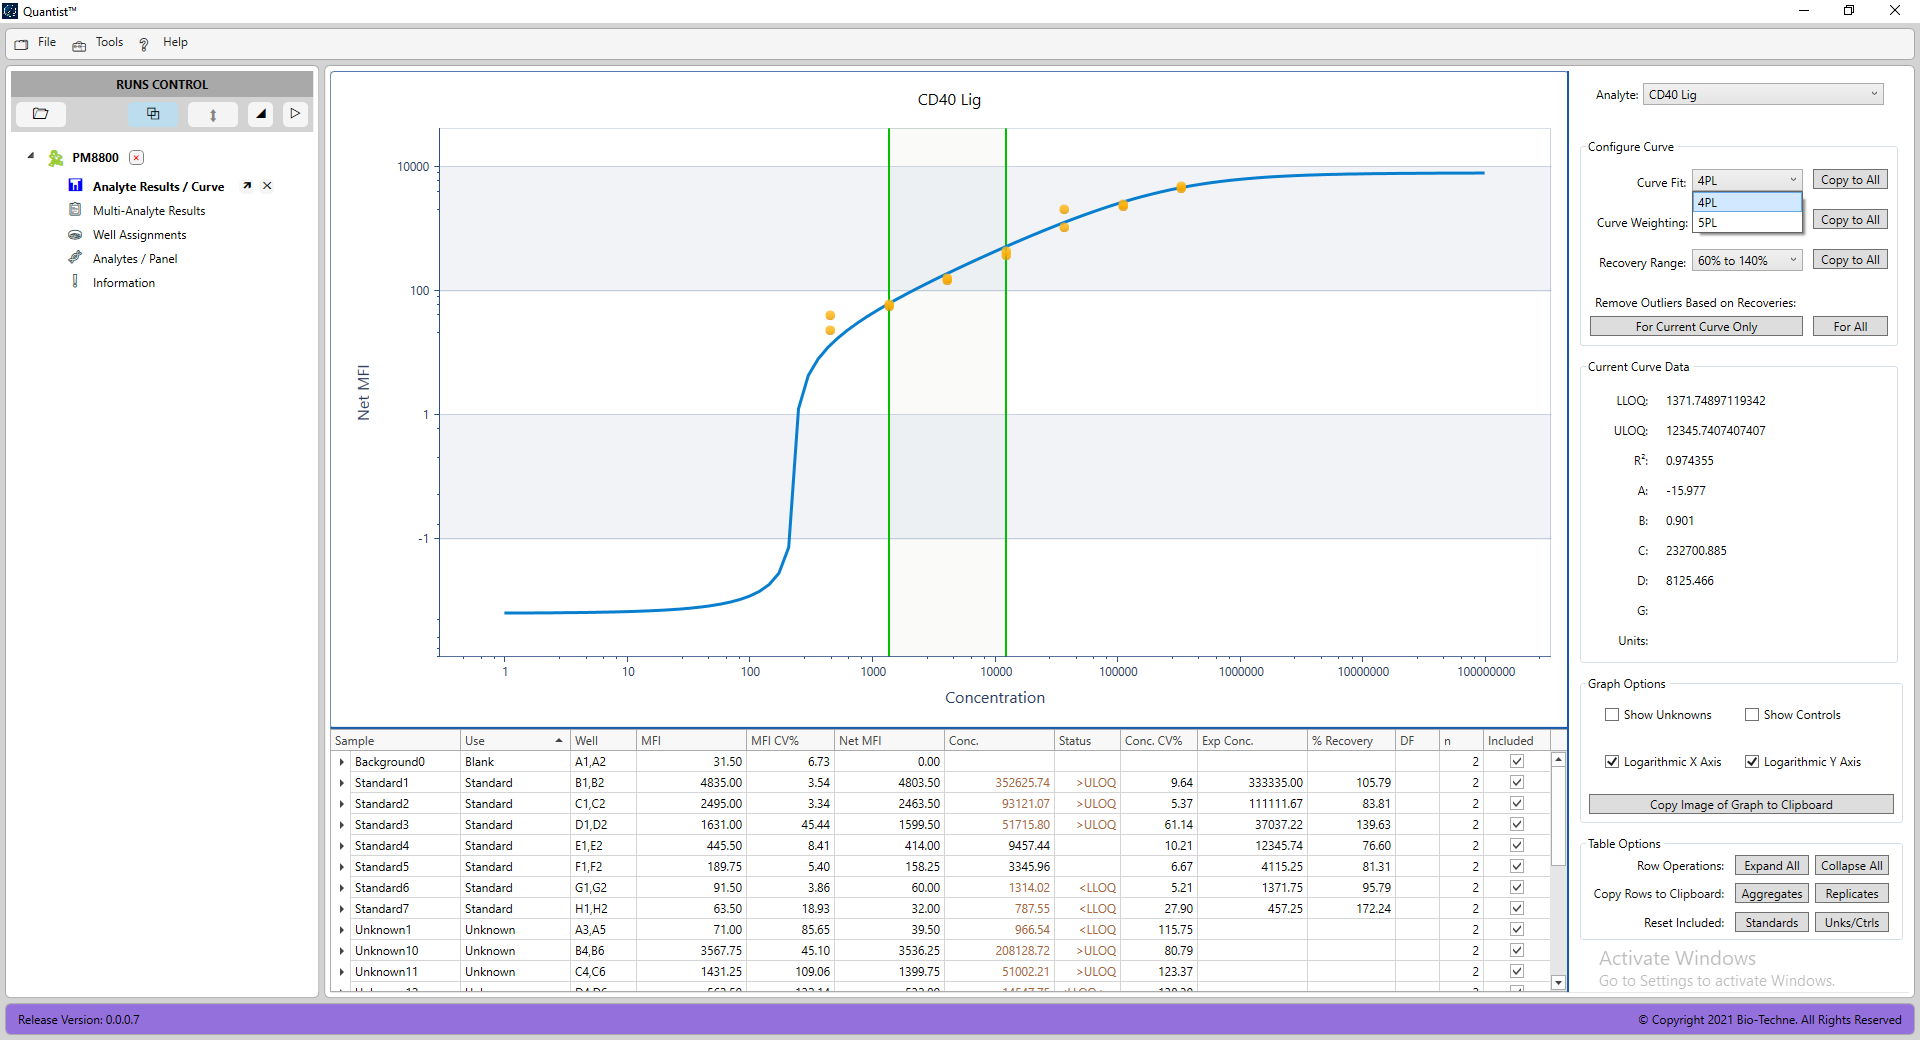 Quantist™
File Tools ? Help
RUNS CONTROL
PM8800
Analyte Results / Curve
Multi-Analyte Results
Well Assignments
Analytes / Panel
Information
CD40 Lig
10000
100
1
-1
Net MFI
1 10 100 1000 10000 100000 1000000 10000000 100000000
Concentration
Sample Use Well MFI MFI CV% Net MFI Conc. Status Conc. CV% Exp Conc. % Recovery DF n Included
Background0 Blank A1,A2 31.50 6.73 0.00 2
Standard1 Standard B1,B2 4835.00 3.54 4803.50 352625.74 >ULOQ 9.64 333335.00 105.79 2
Standard2 Standard C1,C2 2495.00 3.34 2463.50 93121.07 >ULOQ 5.37 111111.67 83.81 2
Standard3 Standard D1,D2 1631.00 45.44 1599.50 51715.80 >ULOQ 61.14 37037.22 139.63 2
Standard4 Standard E1,E2 445.50 8.41 414.00 9457.44 10.21 12345.74 76.60 2
Standard5 Standard F1,F2 189.75 5.40 158.25 3345.96 6.67 4115.25 81.31 2
Standard6 Standard G1,G2 91.50 3.86 60.00 1314.02 <LLOQ 5.21 1371.75 95.79 2
Standard7 Standard H1,H2 63.50 18.93 32.00 787.55 <LLOQ 27.90 457.25 172.24 2
Unknown1 Unknown A3,A5 71.00 85.65 39.50 966.54 <LLOQ 115.75 2
Unknown10 Unknown B4,B6 3567.75 45.10 3536.25 208128.72 >ULOQ 80.79 2
Unknown11 Unknown C4,C6 1431.25 109.06 1399.75 51002.21 >ULOQ 123.37 2
Analyte: CD40 Lig
Configure Curve
Curve Fit: 4PL Copy to All
4PL
5PL
Curve Weighting: Copy to All
Recovery Range: 60% to 140% Copy to All
Remove Outliers Based on Recoveries:
For Current Curve Only For All
Current Curve Data
LLOQ: 1371.74897119342
ULOQ: 12345.7407407407
R²: 0.974355
A: -15.977
B: 0.901
C: 232700.885
D: 8125.466
G:
Units:
Graph Options
Show Unknowns Show Controls
Logarithmic X Axis Logarithmic Y Axis
Copy Image of Graph to Clipboard
Table Options
Row Operations: Expand All Collapse All
Copy Rows to Clipboard: Aggregates Replicates
Reset Included: Standards Unks/Ctrls
Activate Windows
Go to Settings to activate Windows.
Release Version: 0.0.0.7
© Copyright 2021 Bio-Techne. All Rights Reserved